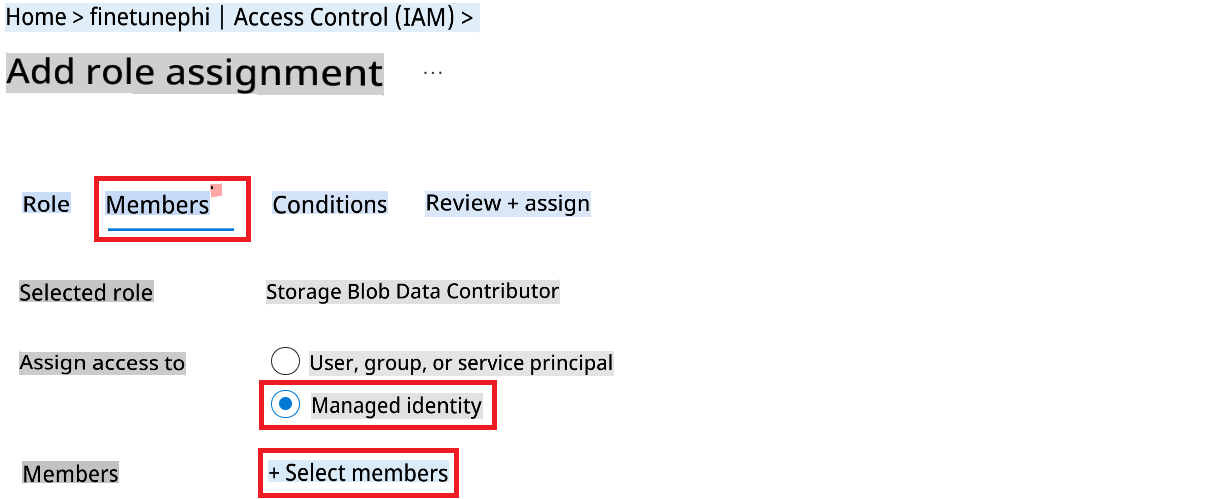 Home > finetunephi | Access Control (IAM) >
Add role assignment ...
Role Members Conditions Review + assign
Selected role Storage Blob Data Contributor
Assign access to User, group, or service principal
Managed identity
Members + Select members